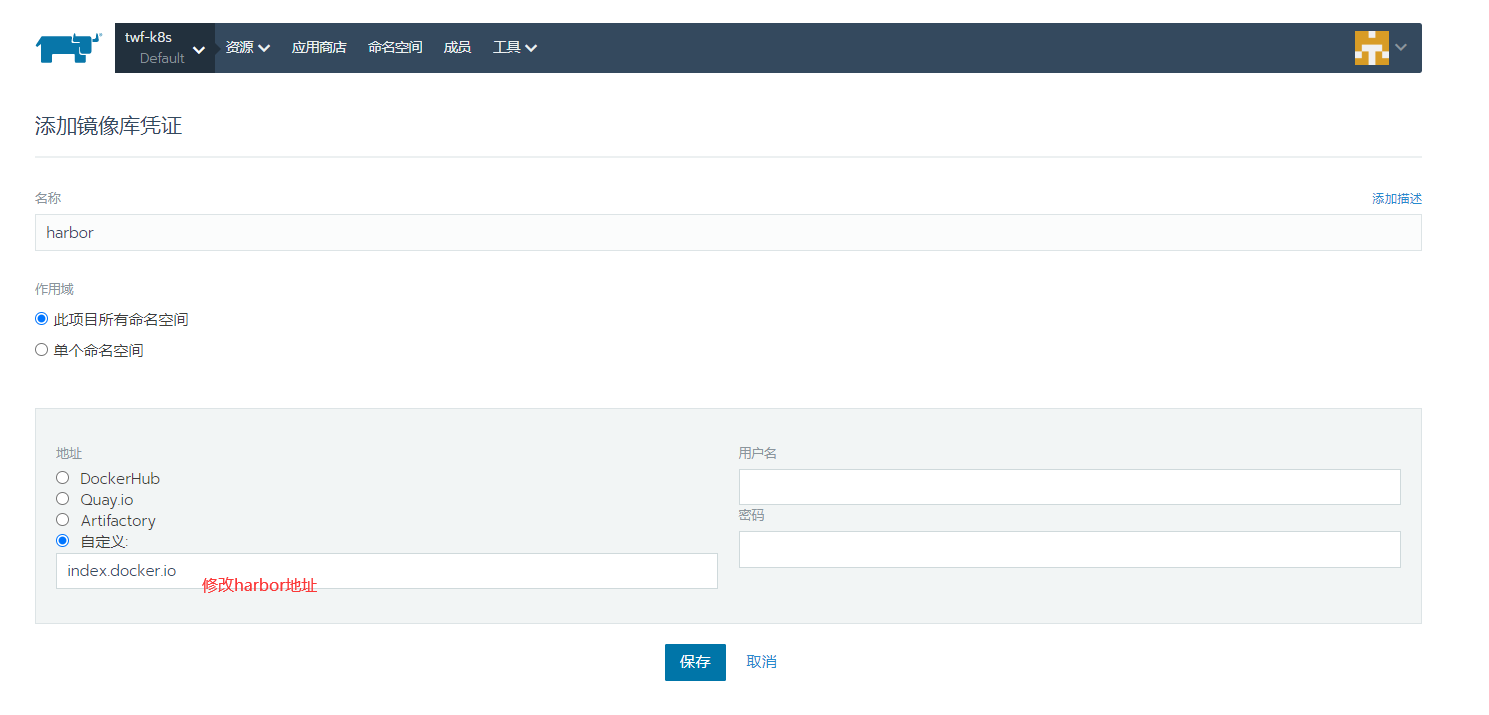 twf-k8s
Default
资源
应用商店
命名空间
成员
工具
添加镜像库凭证
名称
添加描述
harbor
作用域
此项目所有命名空间
单个命名空间
地址
DockerHub
Quay.io
Artifactory
自定义:
index.docker.io
修改harbor地址
用户名
密码
保存
取消